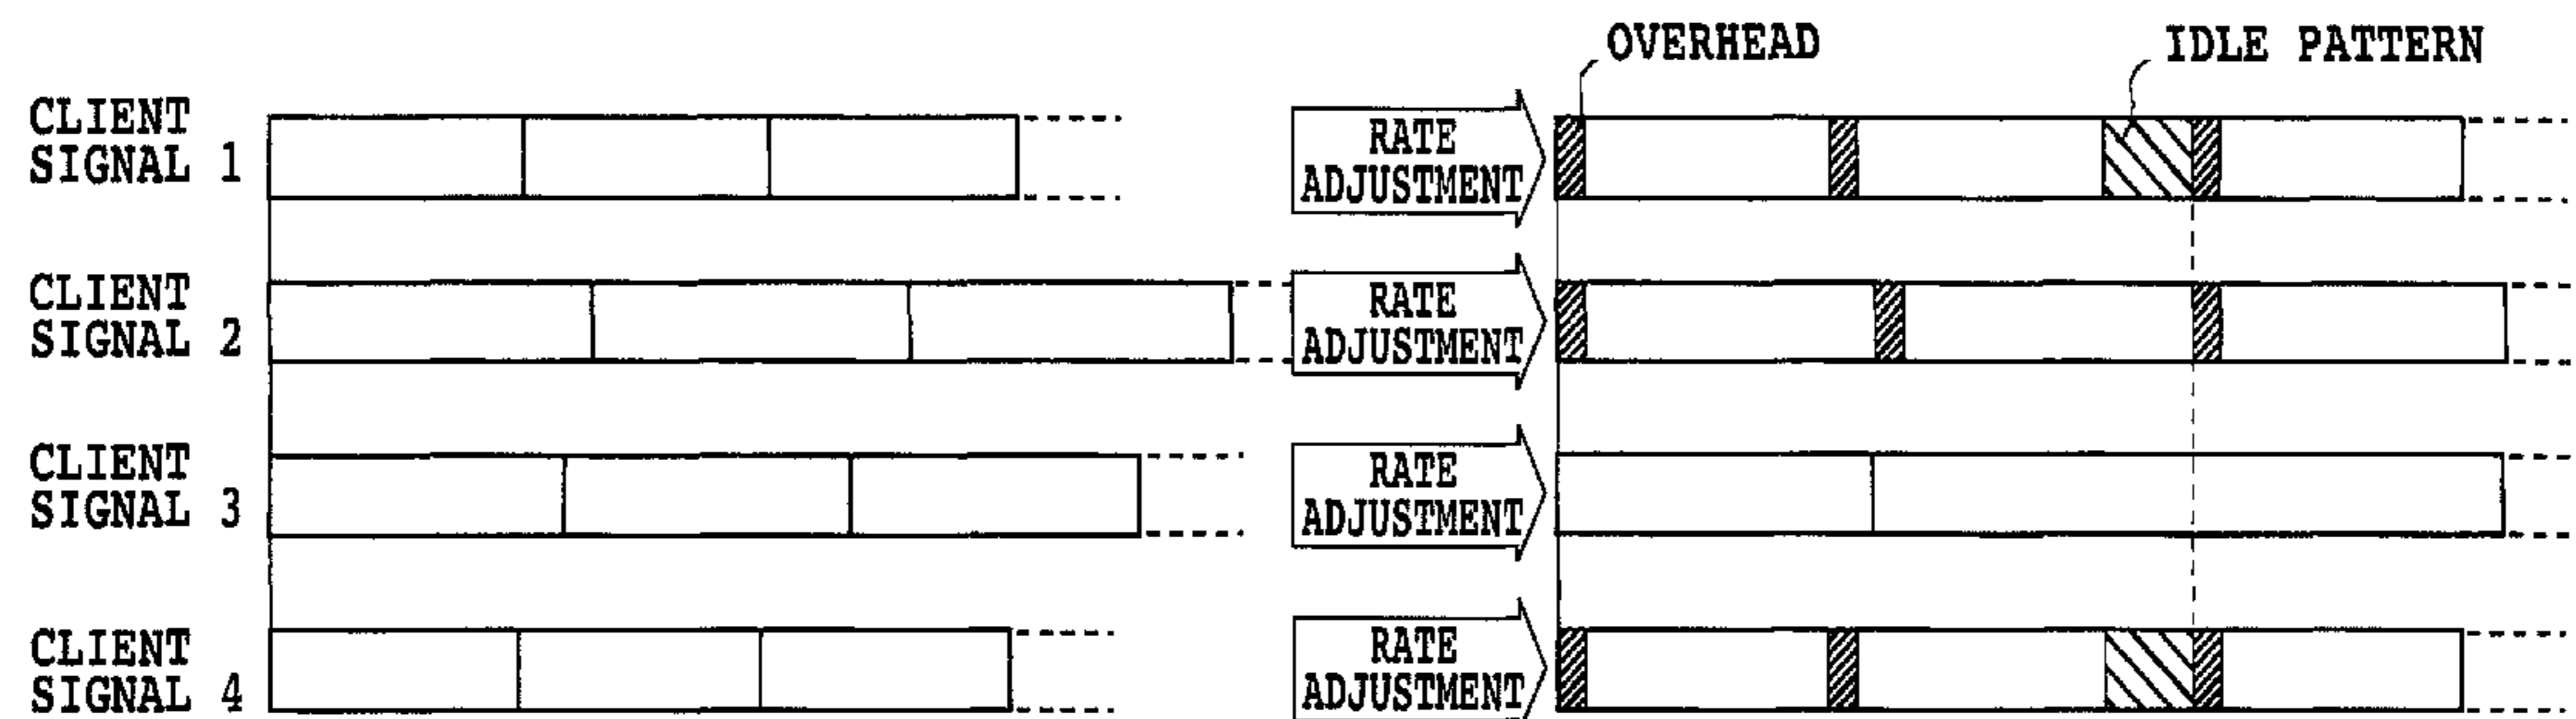 OVERHEAD
IDLE PATTERN
CLIENT
SIGNAL 1
RATE
ADJUSTMENT
CLIENT
SIGNAL 2
RATE
ADJUSTMENT
CLIENT
SIGNAL 3
RATE
ADJUSTMENT
CLIENT
SIGNAL 4
RATE
ADJUSTMENT